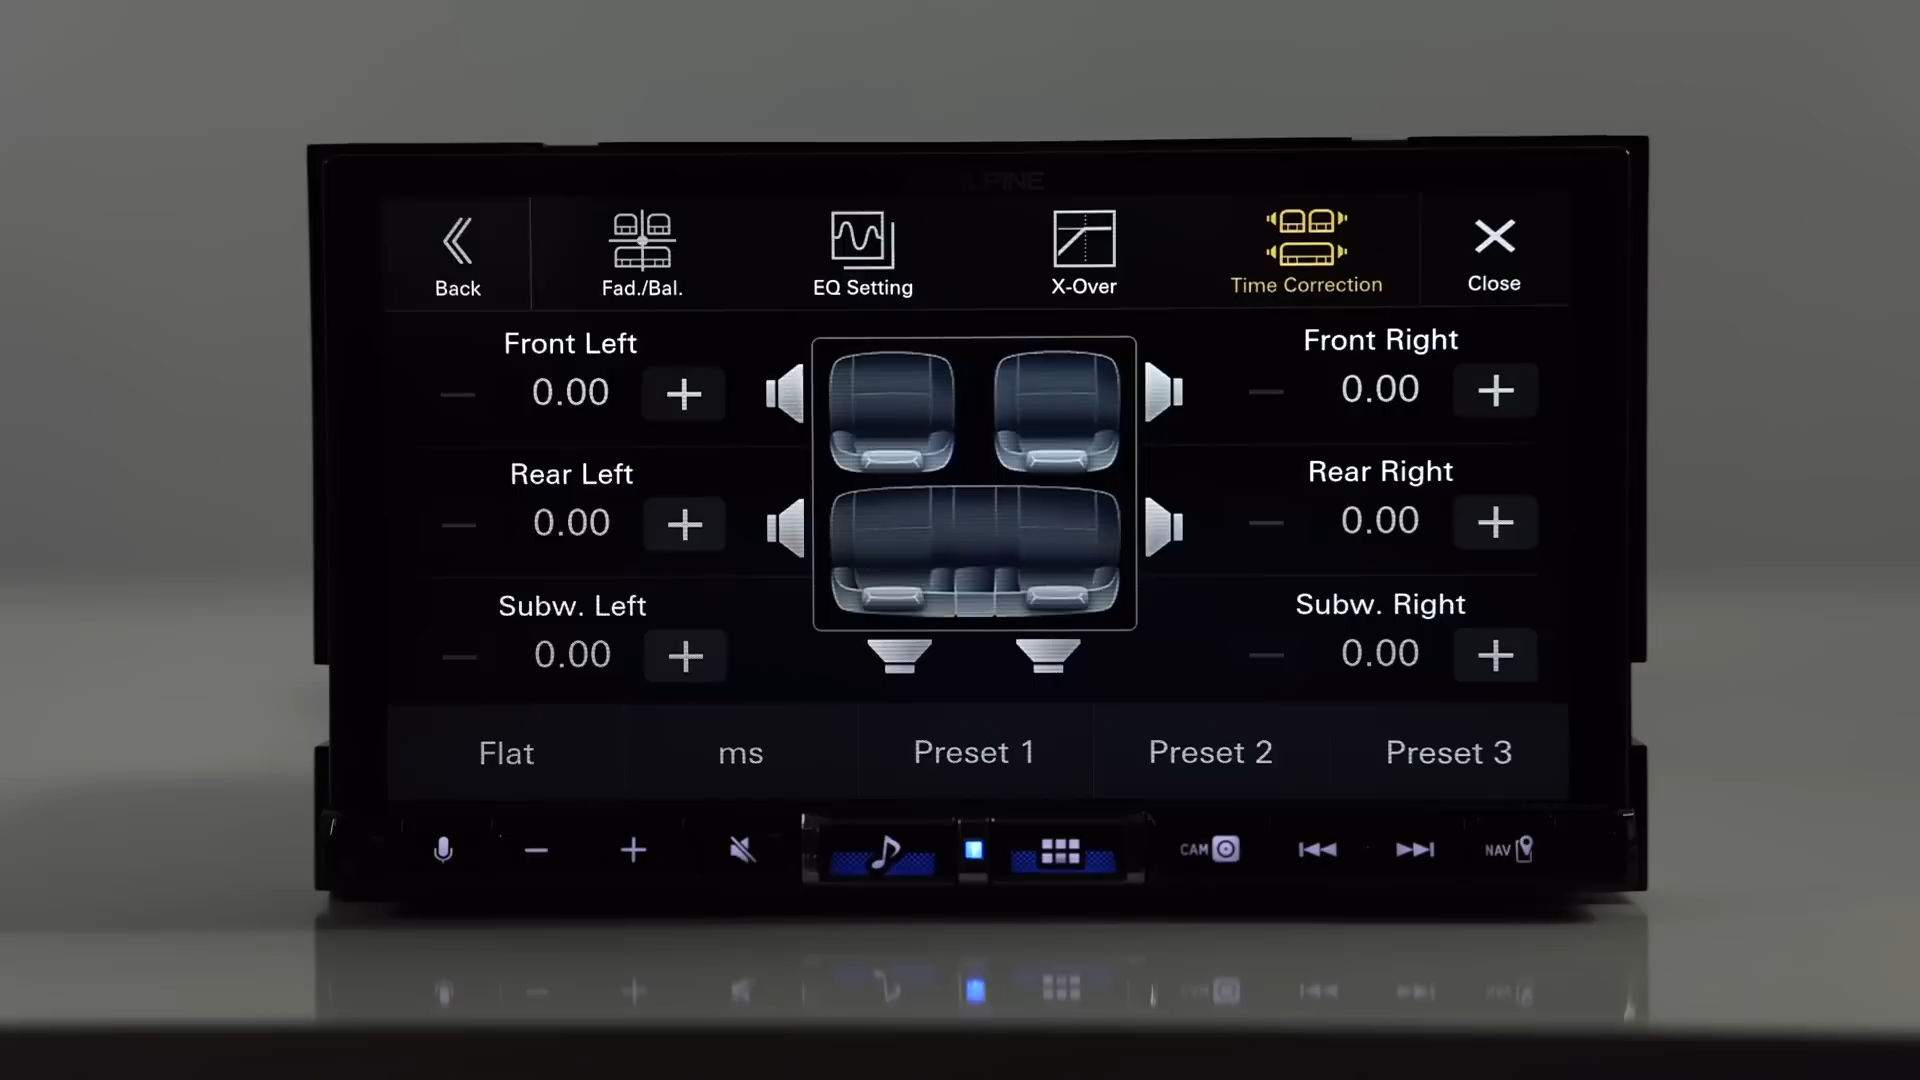 ALPINE
Back
Fad./Bal.
EQ Setting
X-Over
Time Correction
Close
Front Left
0.00
Front Right
0.00
Rear Left
0.00
Rear Right
0.00
Subw. Left
0.00
Subw. Right
0.00
Flat
ms
Preset 1
Preset 2
Preset 3
CAM
NAV